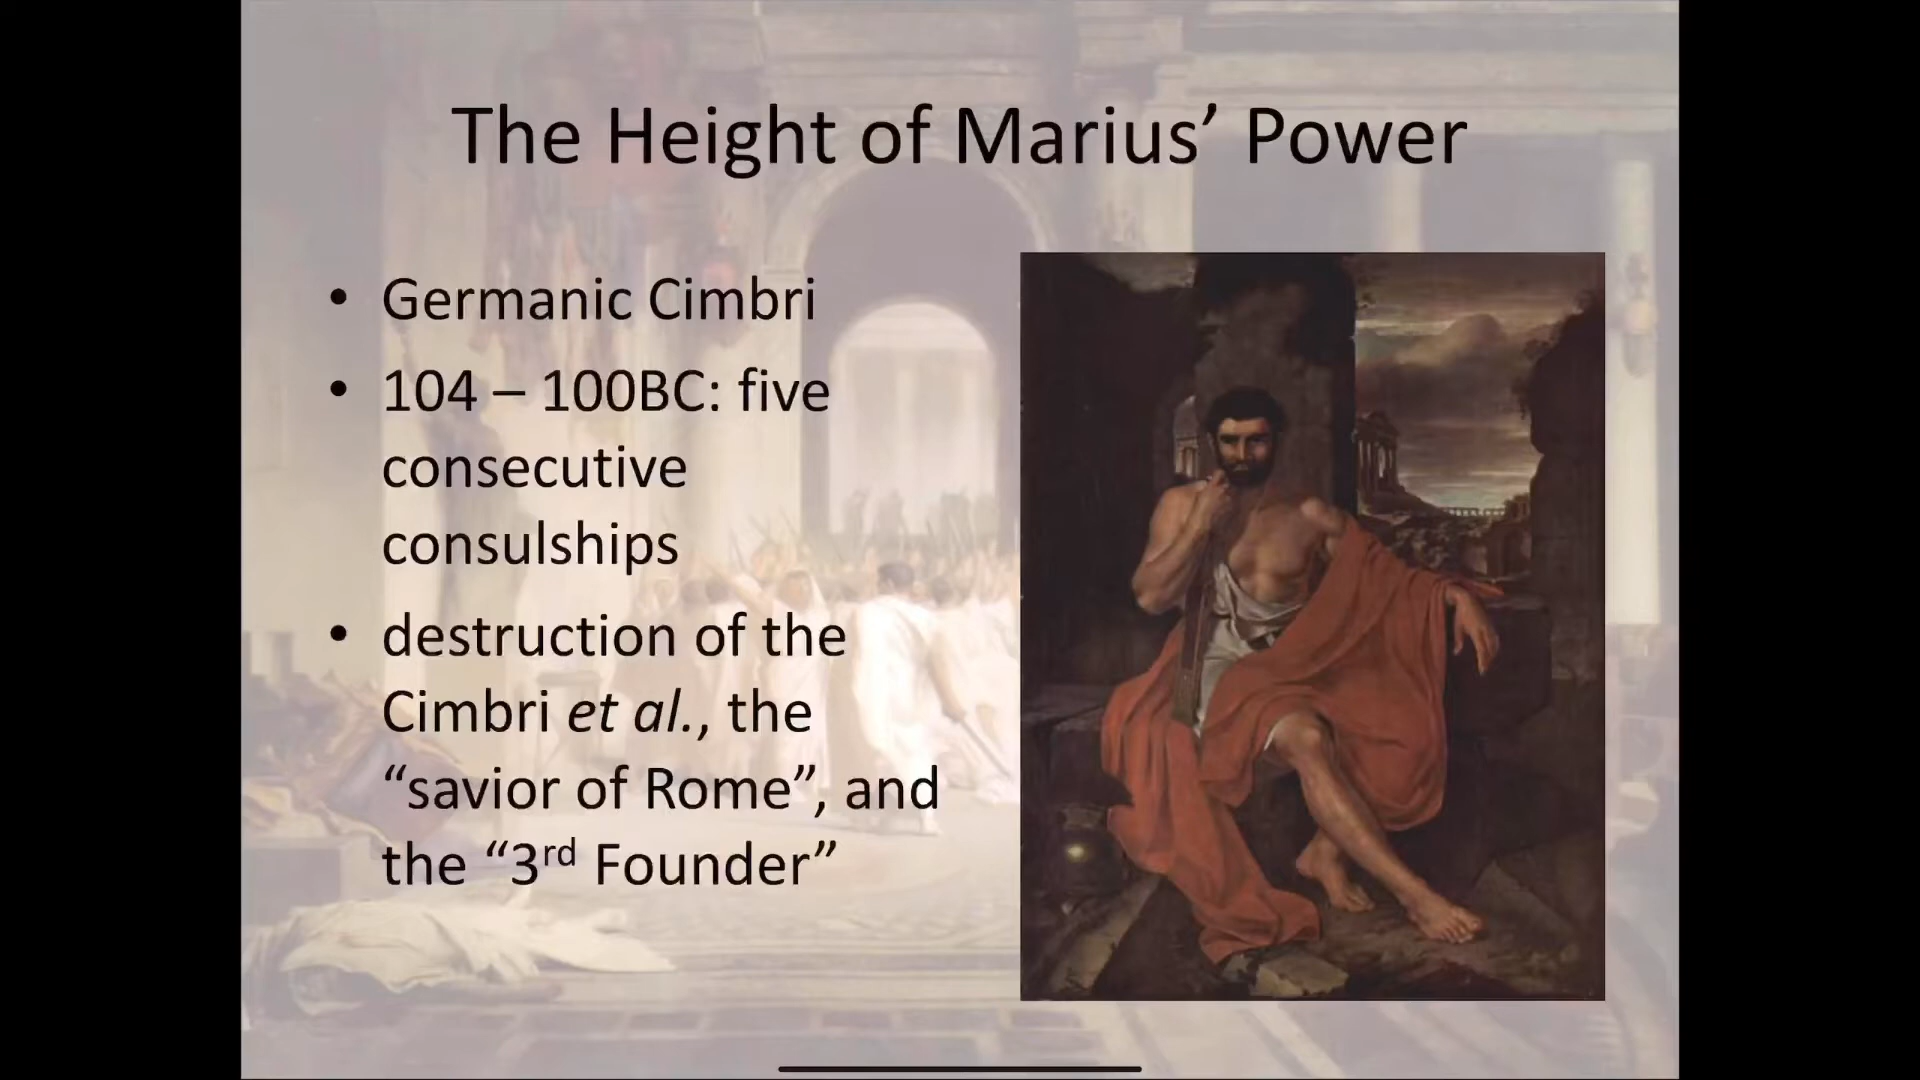 The Height of Marius’ Power
• Germanic Cimbri
• 104 – 100BC: five
consecutive
consulships
• destruction of the
Cimbri et al., the
“savior of Rome”, and
the “3rd Founder”